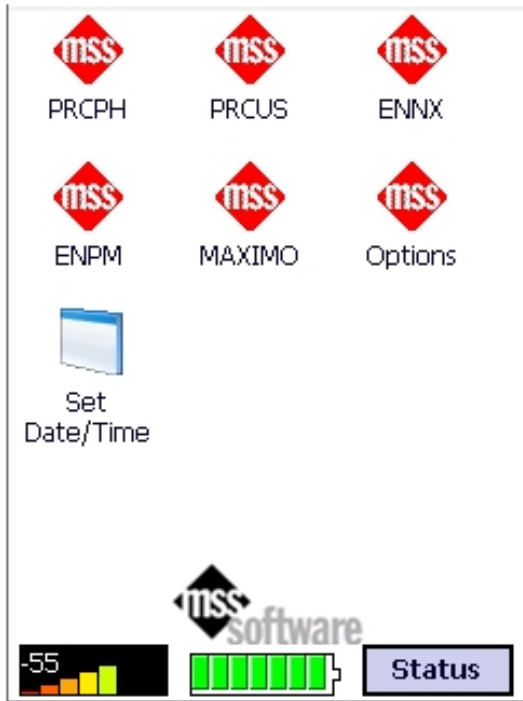 mss mss mss
PRCPH PRCUS ENNX
mss mss mss
ENPM MAXIMO Options
Set
Date/Time
mss
software
-55
Status